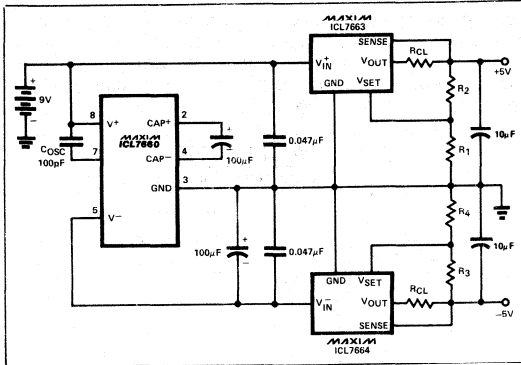 MAXIM
ICL7663
SENSE
V+IN
VOUT
RCL
+5V
GND
VSET
R2
+
9V
-
8
V+
CAP+
2
+
MAXIM
ICL7660
COSC
100pF
7
CAP−
4
-
100µF
0.047µF
R1
10µF
GND
3
5
V−
+
100µF
-
0.047µF
R4
R3
10µF
GND
VSET
V−IN
VOUT
RCL
SENSE
−5V
MAXIM
ICL7664